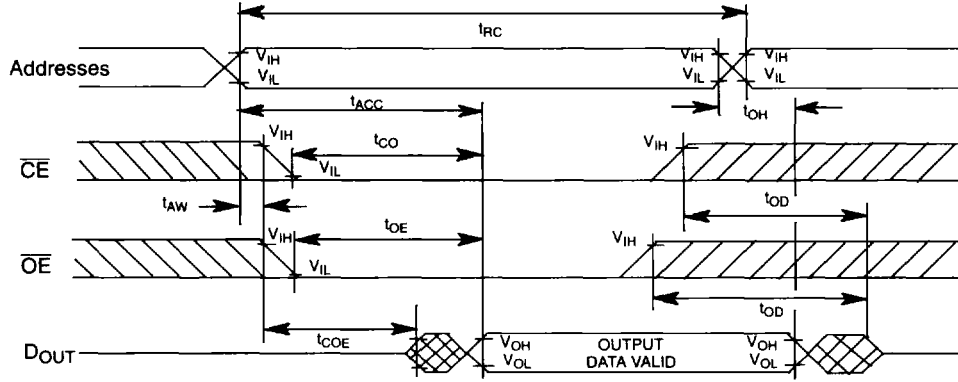 tRC
Addresses
VIH
VIL
VIH
VIL
VIH
VIL
tACC
tOH
CE
VIH
tCO
VIL
VIH
tAW
tOD
OE
VIH
tOE
VIL
VIH
tOD
tCOE
DOUT
VOH
VOL
OUTPUT
DATA VALID
VOH
VOL